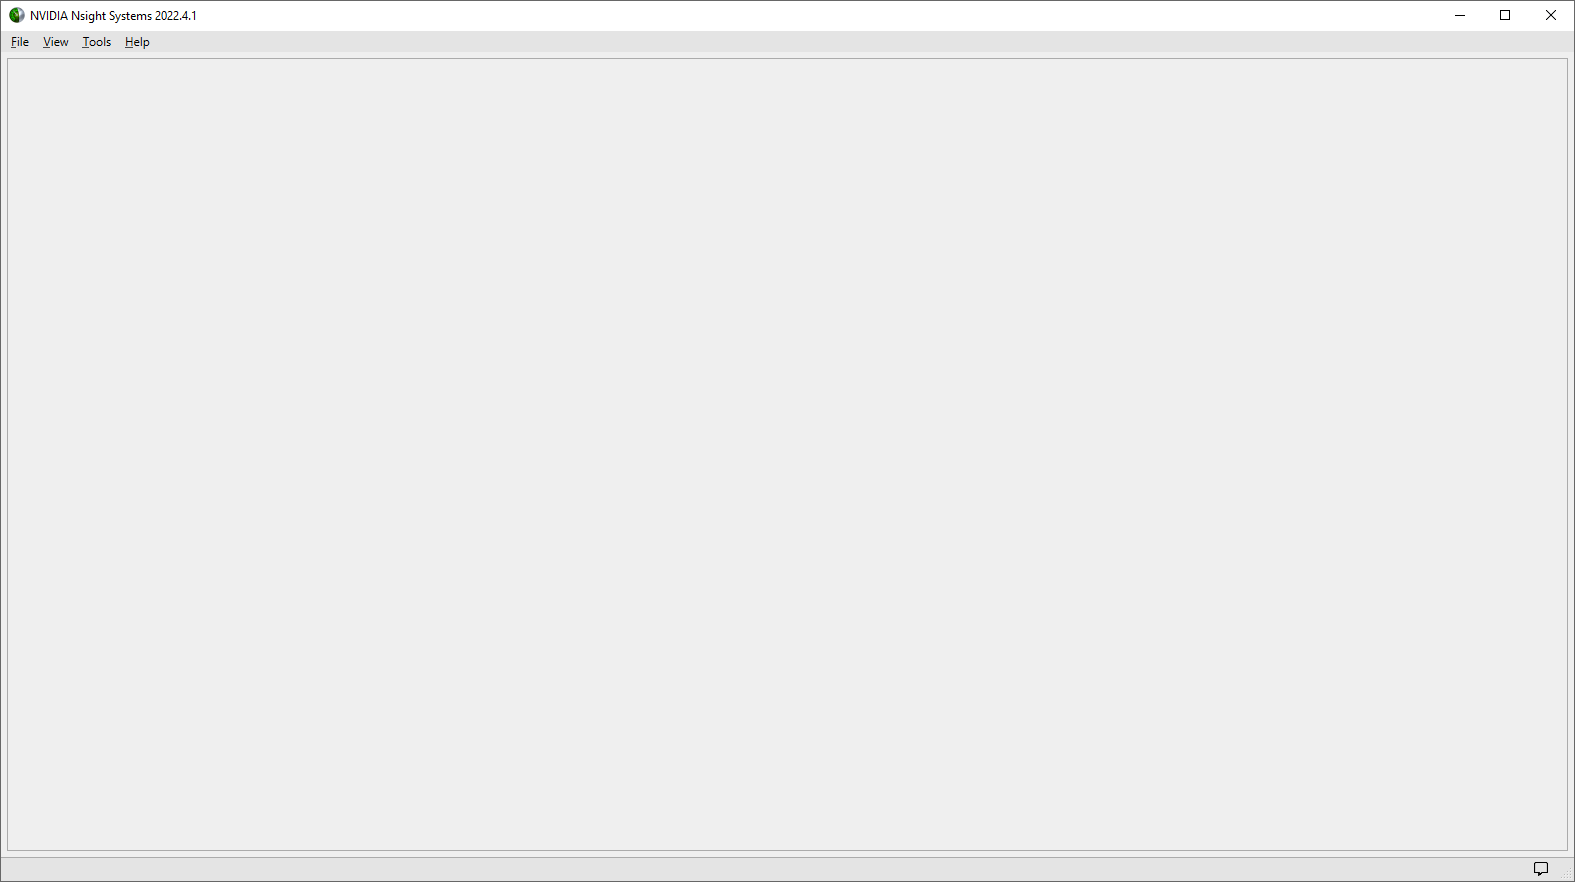 NVIDIA Nsight Systems 2022.4.1
File View Tools Help